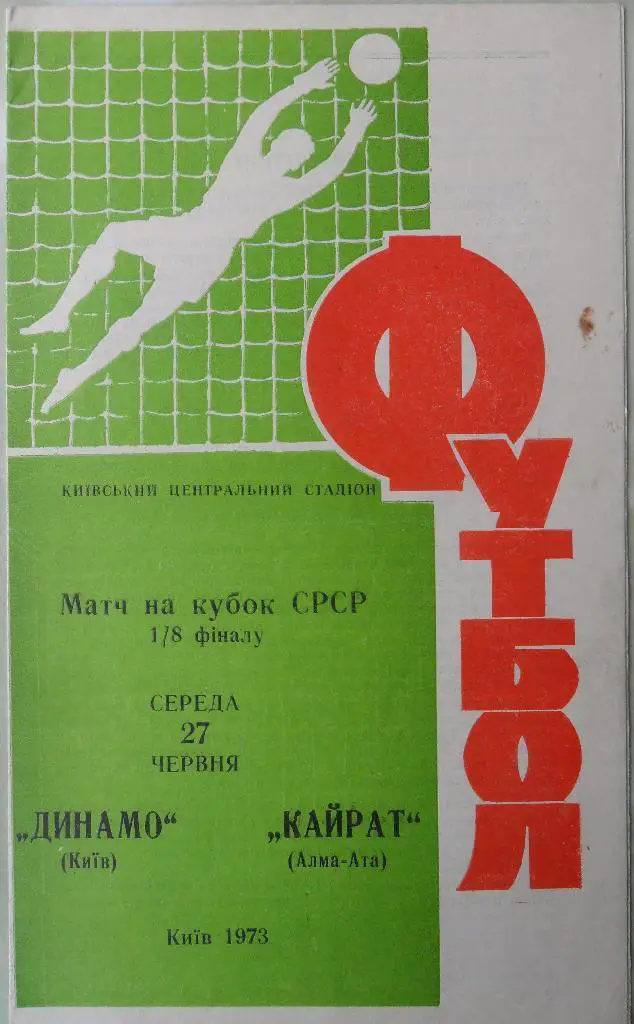 ФУТБОЛ
КИЇВСЬКИЙ ЦЕНТРАЛЬНИЙ СТАДІОН
Матч на кубок СРСР
1/8 фіналу
СЕРЕДА
27
ЧЕРВНЯ
„ДИНАМО“ „КАЙРАТ“
(Київ) (Алма-Ата)
Київ 1973